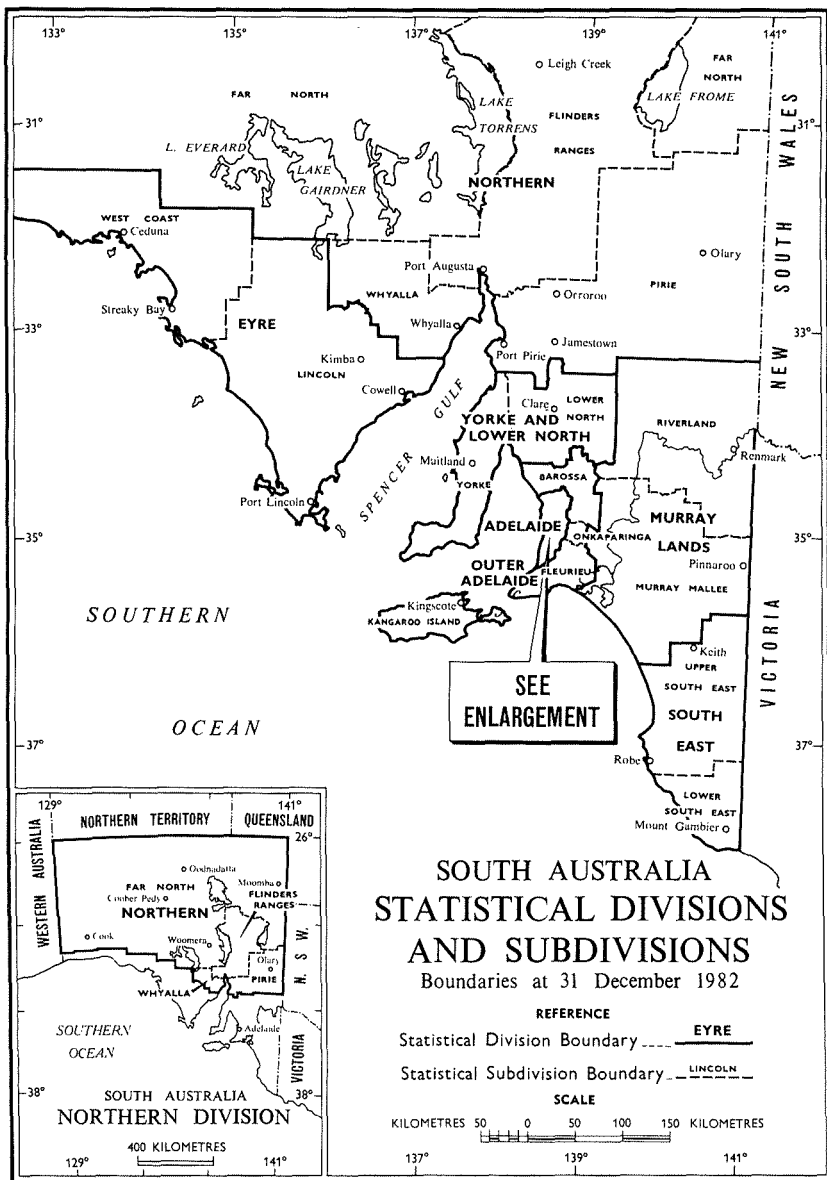 133°
135°
137°
139°
141°
Leigh Creek
FAR NORTH
FAR
NORTH
LAKE FROME
LAKE
TORRENS
FLINDERS
RANGES
31°
31°
L. EVERARD
LAKE
GAIRDNER
NORTHERN
NEW SOUTH WALES
WEST COAST
Ceduna
Port Augusta
Olary
WHYALLA
Orroroo
PIRIE
Streaky Bay
EYRE
Whyalla
33°
33°
Kimba
LINCOLN
Port Pirie
Jamestown
Cowell
SPENCER GULF
Clare
LOWER
NORTH
YORKE AND
LOWER NORTH
RIVERLAND
Maitland
Renmark
YORKE
BAROSSA
Port Lincoln
ADELAIDE
MURRAY
LANDS
ONKAPARINGA
35°
35°
OUTER
ADELAIDE
FLEURIEU
Pinnaroo
MURRAY MALLEE
Kingscote
KANGAROO ISLAND
SOUTHERN
OCEAN
VICTORIA
Keith
UPPER
SOUTH EAST
SEE
ENLARGEMENT
SOUTH
EAST
37°
37°
Robe
LOWER
SOUTH EAST
Mount Gambier
129°
141°
NORTHERN TERRITORY
QUEENSLAND
26°
WESTERN AUSTRALIA
Oodnadatta
FAR NORTH
Moomba
Coober Pedy
FLINDERS
RANGES
NORTHERN
Cook
Woomera
Olary
PIRIE
N. S. W.
WHYALLA
SOUTHERN
OCEAN
Adelaide
VICTORIA
38°
38°
SOUTH AUSTRALIA
NORTHERN DIVISION
400 KILOMETRES
129°
141°
SOUTH AUSTRALIA
STATISTICAL DIVISIONS
AND SUBDIVISIONS
Boundaries at 31 December 1982
REFERENCE
Statistical Division Boundary EYRE
Statistical Subdivision Boundary LINCOLN
SCALE
KILOMETRES 50 0 50 100 150 KILOMETRES
137°
139°
141°